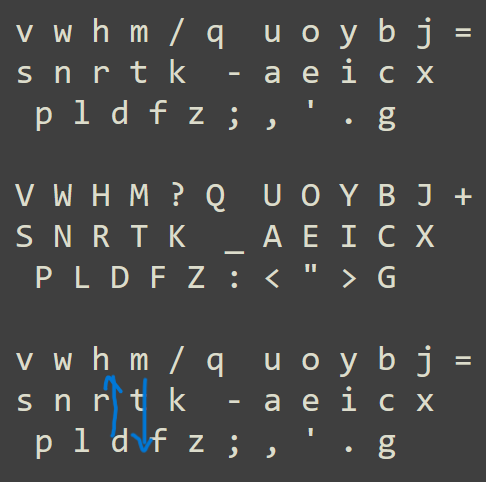 v w h m / q  u o y b j =
s n r t k  - a e i c x
 p l d f z ; , ' . g

V W H M ? Q  U O Y B J +
S N R T K  _ A E I C X
 P L D F Z : < " > G

v w h m / q  u o y b j =
s n r t k  - a e i c x
 p l d f z ; , ' . g